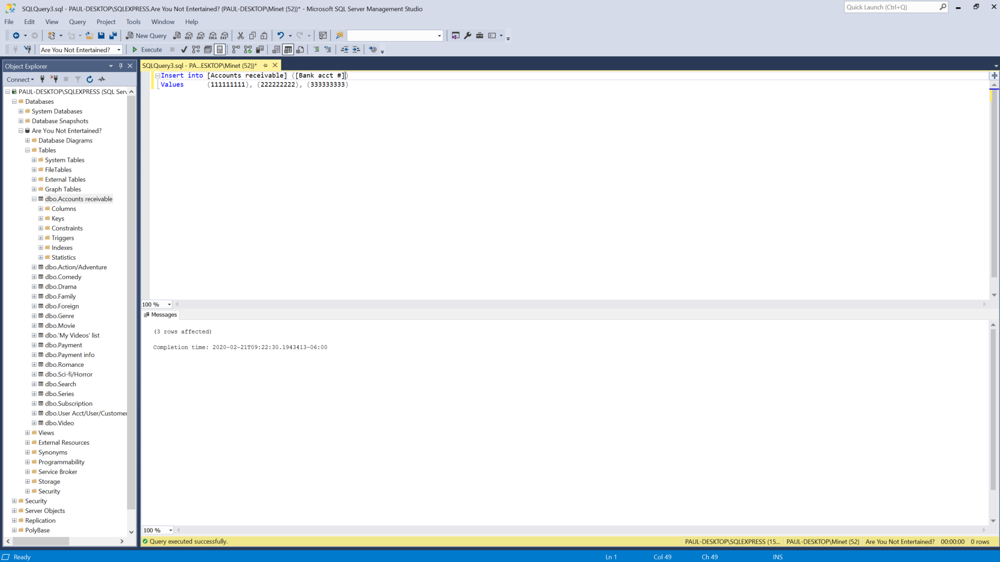 SQLQuery3.sql - PAUL-DESKTOP\SQLEXPRESS.Are You Not Entertained? (PAUL-DESKTOP\Minet (52))* - Microsoft SQL Server Management Studio
Quick Launch (Ctrl+Q)
File Edit View Query Project Tools Window Help
New Query MDX DMX XMLA DAX
Are You Not Entertained? Execute
Object Explorer
SQLQuery3.sql - PA...ESKTOP\Minet (52))*
Connect
Insert into [Accounts receivable] ([Bank acct #])
Values (111111111), (222222222), (333333333)
PAUL-DESKTOP\SQLEXPRESS (SQL Serv
Databases
System Databases
Database Snapshots
Are You Not Entertained?
Database Diagrams
Tables
System Tables
FileTables
External Tables
Graph Tables
dbo.Accounts receivable
Columns
Keys
Constraints
Triggers
Indexes
Statistics
dbo.Action/Adventure
dbo.Comedy
dbo.Drama
dbo.Family
dbo.Foreign
dbo.Genre
dbo.Movie
dbo.'My Videos' list
dbo.Payment
dbo.Payment info
dbo.Romance
dbo.Sci-fi/Horror
dbo.Search
dbo.Series
dbo.Subscription
dbo.User Acct/User/Customer
dbo.Video
Views
External Resources
Synonyms
Programmability
Service Broker
Storage
Security
Security
Server Objects
Replication
PolyBase
100 %
Messages
(3 rows affected)
Completion time: 2020-02-21T09:22:30.1943413-06:00
100 %
Query executed successfully.
PAUL-DESKTOP\SQLEXPRESS (15... PAUL-DESKTOP\Minet (52) Are You Not Entertained? 00:00:00 0 rows
Ready Ln 1 Col 49 Ch 49 INS